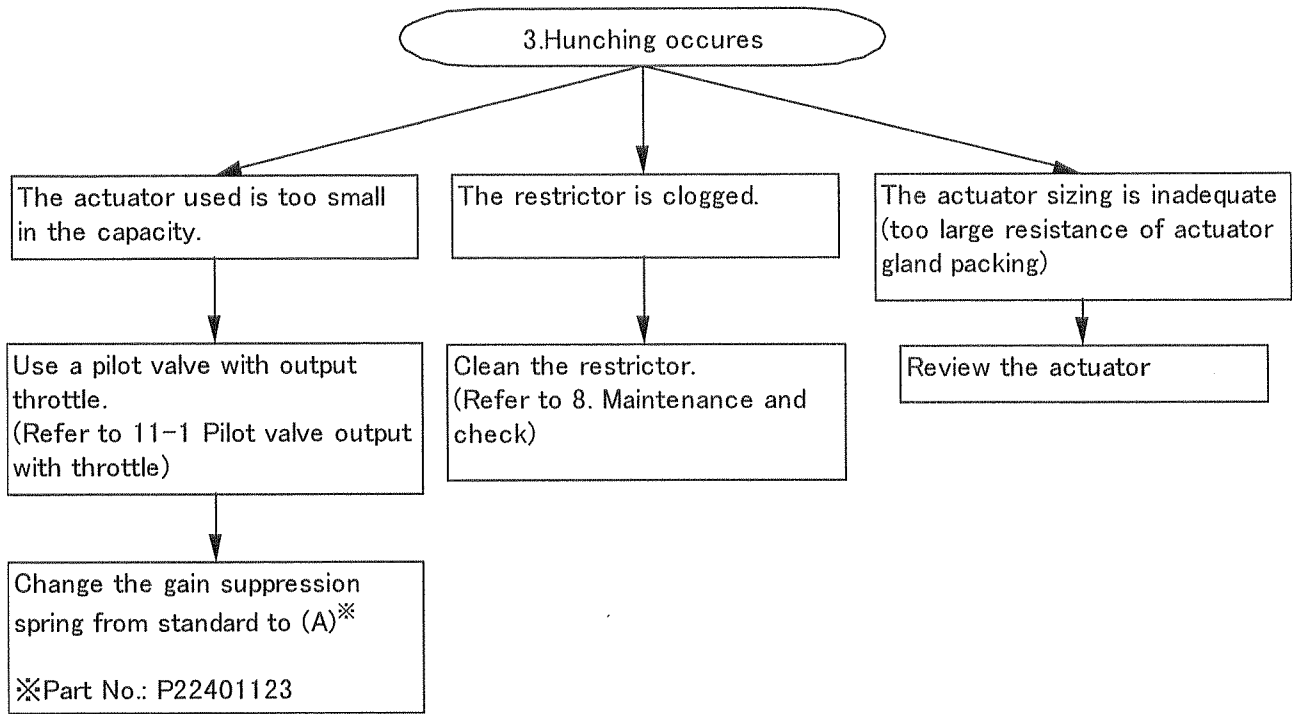 3.Hunching occures
The actuator used is too small
in the capacity.
The restrictor is clogged.
The actuator sizing is inadequate
(too large resistance of actuator
gland packing)
Use a pilot valve with output
throttle.
(Refer to 11-1 Pilot valve output
with throttle)
Clean the restrictor.
(Refer to 8. Maintenance and
check)
Review the actuator
Change the gain suppression
spring from standard to (A)※
※Part No.: P22401123